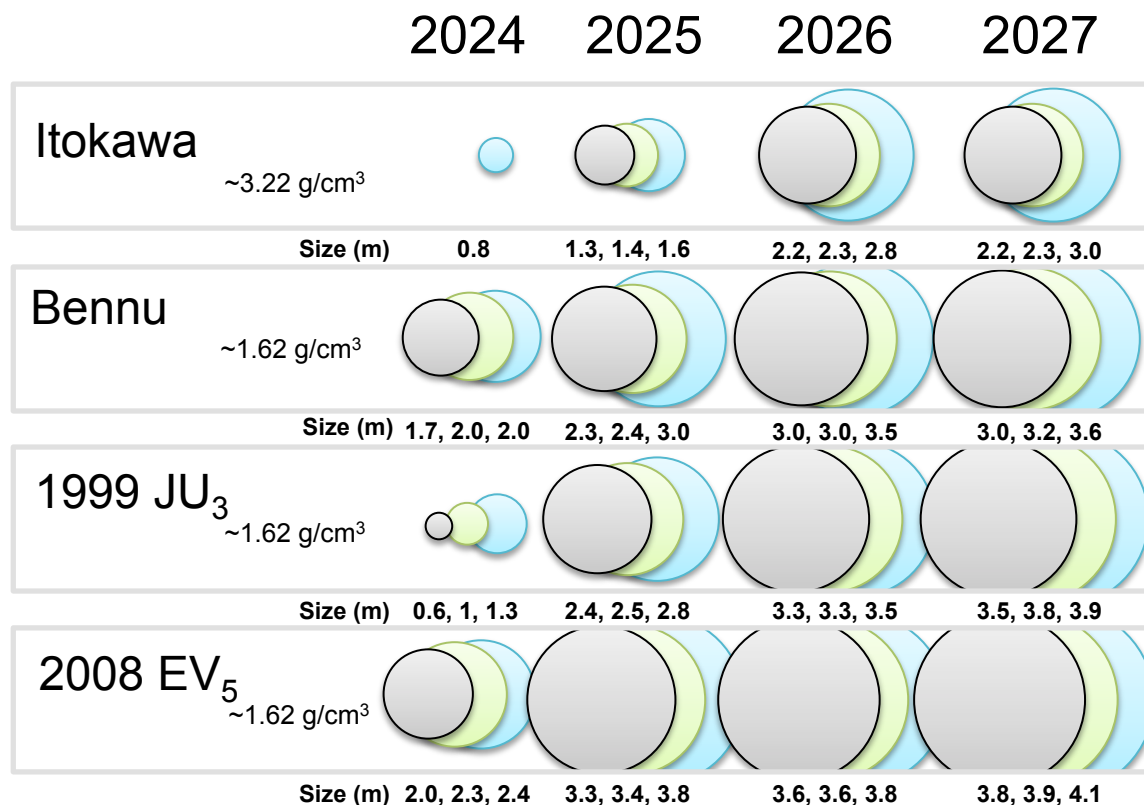 2024 2025 2026 2027
Itokawa
~3.22 g/cm³
Size (m) 0.8 1.3, 1.4, 1.6 2.2, 2.3, 2.8 2.2, 2.3, 3.0
Bennu
~1.62 g/cm³
Size (m) 1.7, 2.0, 2.0 2.3, 2.4, 3.0 3.0, 3.0, 3.5 3.0, 3.2, 3.6
1999 JU₃
~1.62 g/cm³
Size (m) 0.6, 1, 1.3 2.4, 2.5, 2.8 3.3, 3.3, 3.5 3.5, 3.8, 3.9
2008 EV₅
~1.62 g/cm³
Size (m) 2.0, 2.3, 2.4 3.3, 3.4, 3.8 3.6, 3.6, 3.8 3.8, 3.9, 4.1